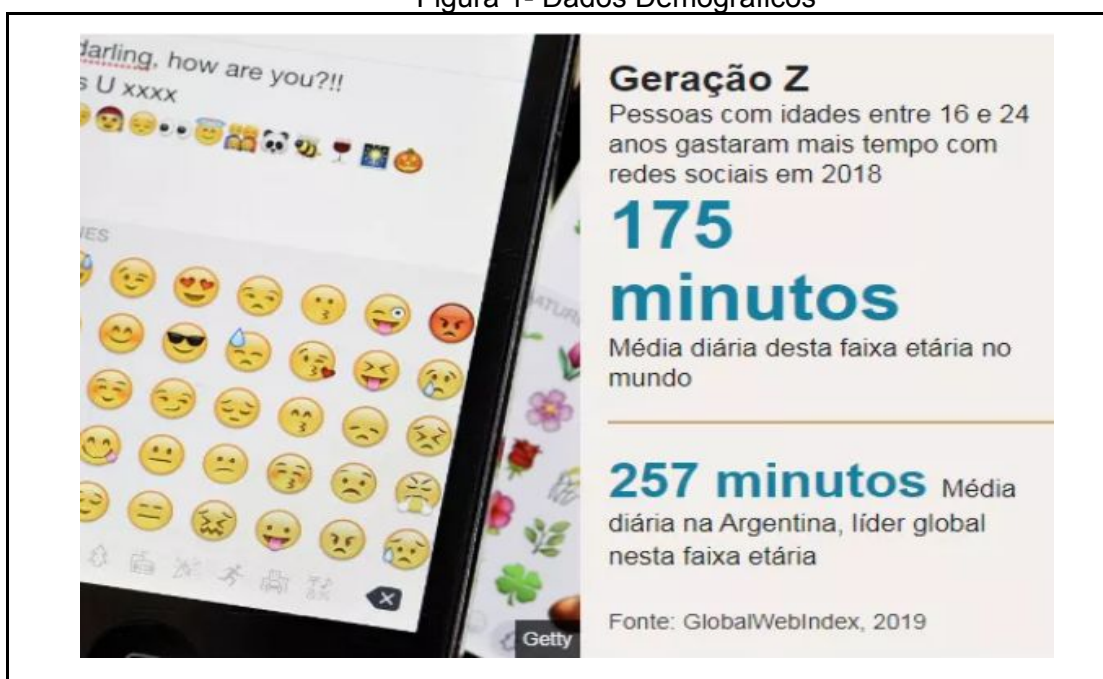 Figura 1- Dados Demográficos
darling, how are you?!!
s U xxxx
Geração Z
Pessoas com idades entre 16 e 24
anos gastaram mais tempo com
redes sociais em 2018
175
minutos
Média diária desta faixa etária no
mundo
257 minutos Média
diária na Argentina, líder global
nesta faixa etária
Fonte: GlobalWebIndex, 2019
Getty